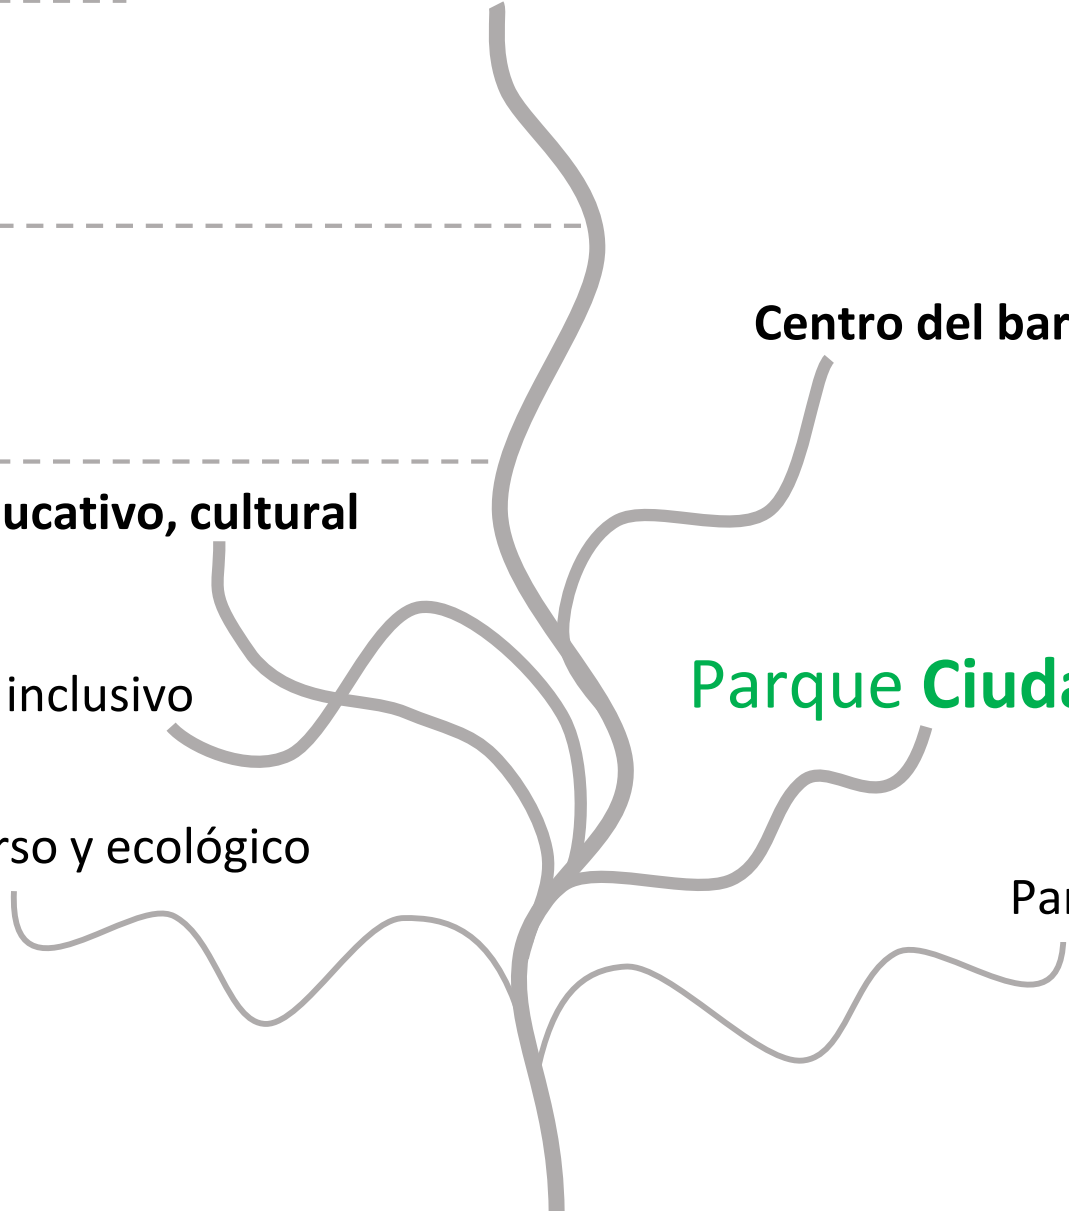 Centro del bar
ucativo, cultural
Parque Ciuda
inclusivo
rso y ecológico
Par